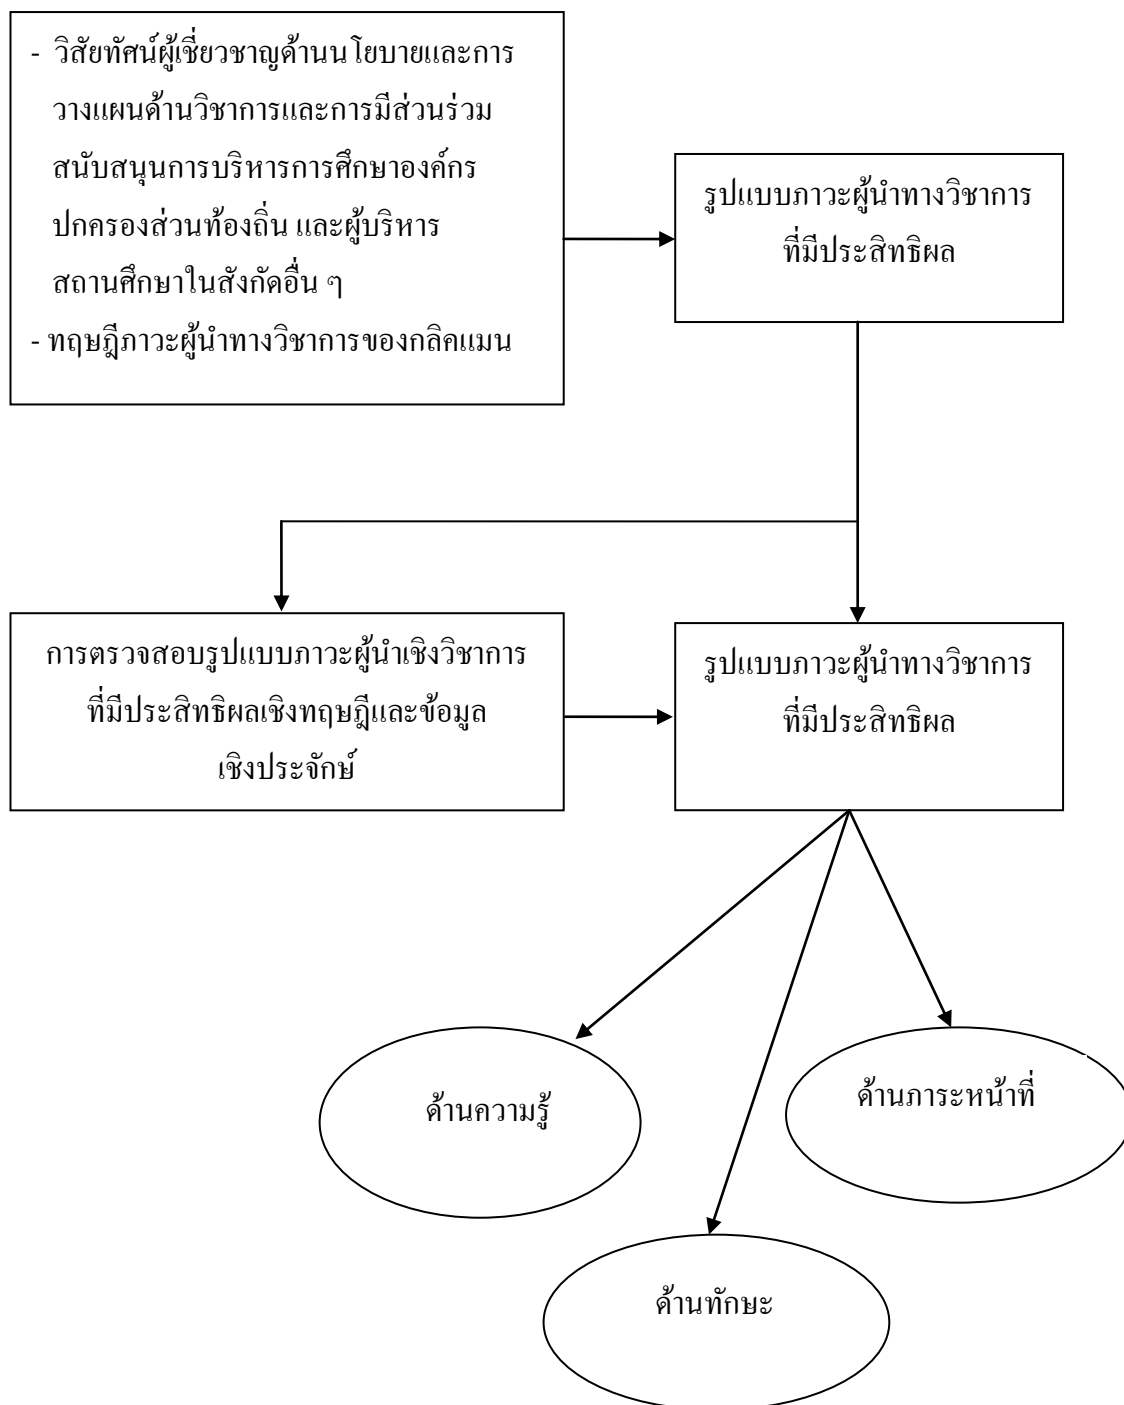 - วิสัยทัศน์ผู้เชี่ยวชาญด้านนโยบายและการ
วางแผนด้านวิชาการและการมีส่วนร่วม
สนับสนุนการบริหารการศึกษาองค์กร
ปกครองส่วนท้องถิ่น และผู้บริหาร
สถานศึกษาในสังกัดอื่น ๆ
- ทฤษฎีภาวะผู้นำทางวิชาการของกลิคแมน
รูปแบบภาวะผู้นำทางวิชาการ
ที่มีประสิทธิผล
การตรวจสอบรูปแบบภาวะผู้นำเชิงวิชาการ
ที่มีประสิทธิผลเชิงทฤษฎีและข้อมูล
เชิงประจักษ์
รูปแบบภาวะผู้นำทางวิชาการ
ที่มีประสิทธิผล
ด้านความรู้
ด้านภาระหน้าที่
ด้านทักษะ